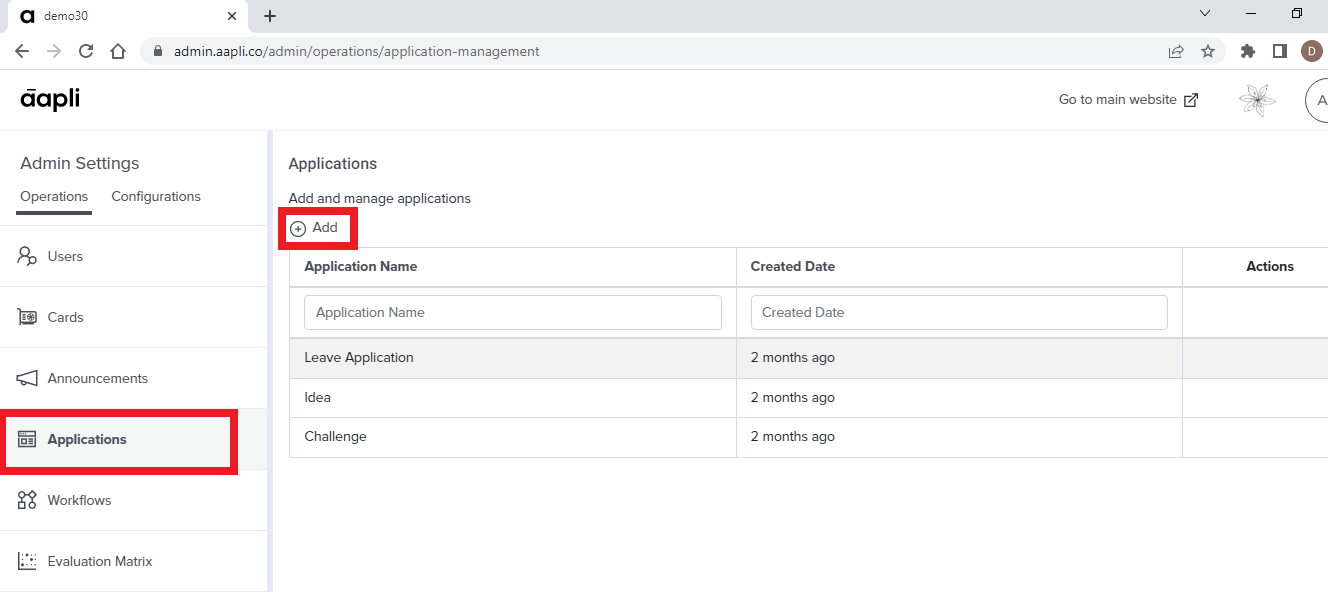 demo30
admin.aapli.co/admin/operations/application-management
D
āapli
Go to main website
A
Admin Settings
Operations Configurations
Users
Cards
Announcements
Applications
Workflows
Evaluation Matrix
Applications
Add and manage applications
Add
Application Name Created Date Actions
Application Name Created Date
Leave Application 2 months ago
Idea 2 months ago
Challenge 2 months ago